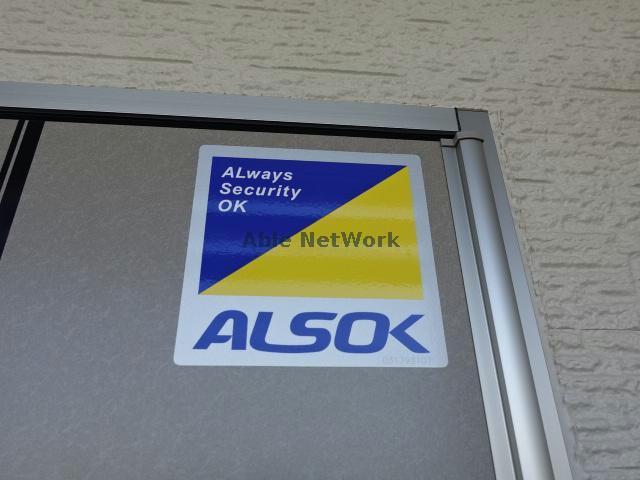 ALways
Security
OK
Able NetWork
ALSOK